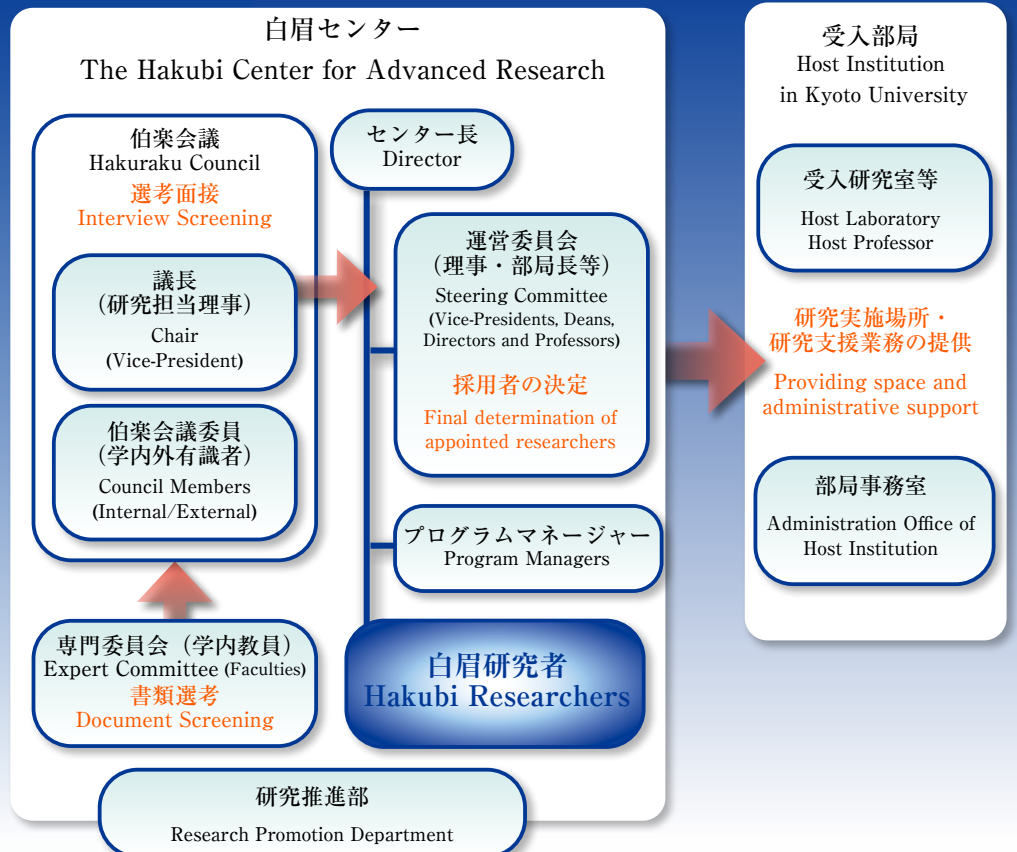 白眉センター
The Hakubi Center for Advanced Research
伯楽会議
Hakuraku Council
選考面接
Interview Screening
議長
（研究担当理事）
Chair
(Vice-President)
伯楽会議委員
（学内外有識者）
Council Members
(Internal/External)
専門委員会（学内教員）
Expert Committee (Faculties)
書類選考
Document Screening
センター長
Director
運営委員会
（理事・部局長等）
Steering Committee
(Vice-Presidents, Deans,
Directors and Professors)
採用者の決定
Final determination of
appointed researchers
プログラムマネージャー
Program Managers
白眉研究者
Hakubi Researchers
研究推進部
Research Promotion Department
受入部局
Host Institution
in Kyoto University
受入研究室等
Host Laboratory
Host Professor
研究実施場所・
研究支援業務の提供
Providing space and
administrative support
部局事務室
Administration Office of
Host Institution